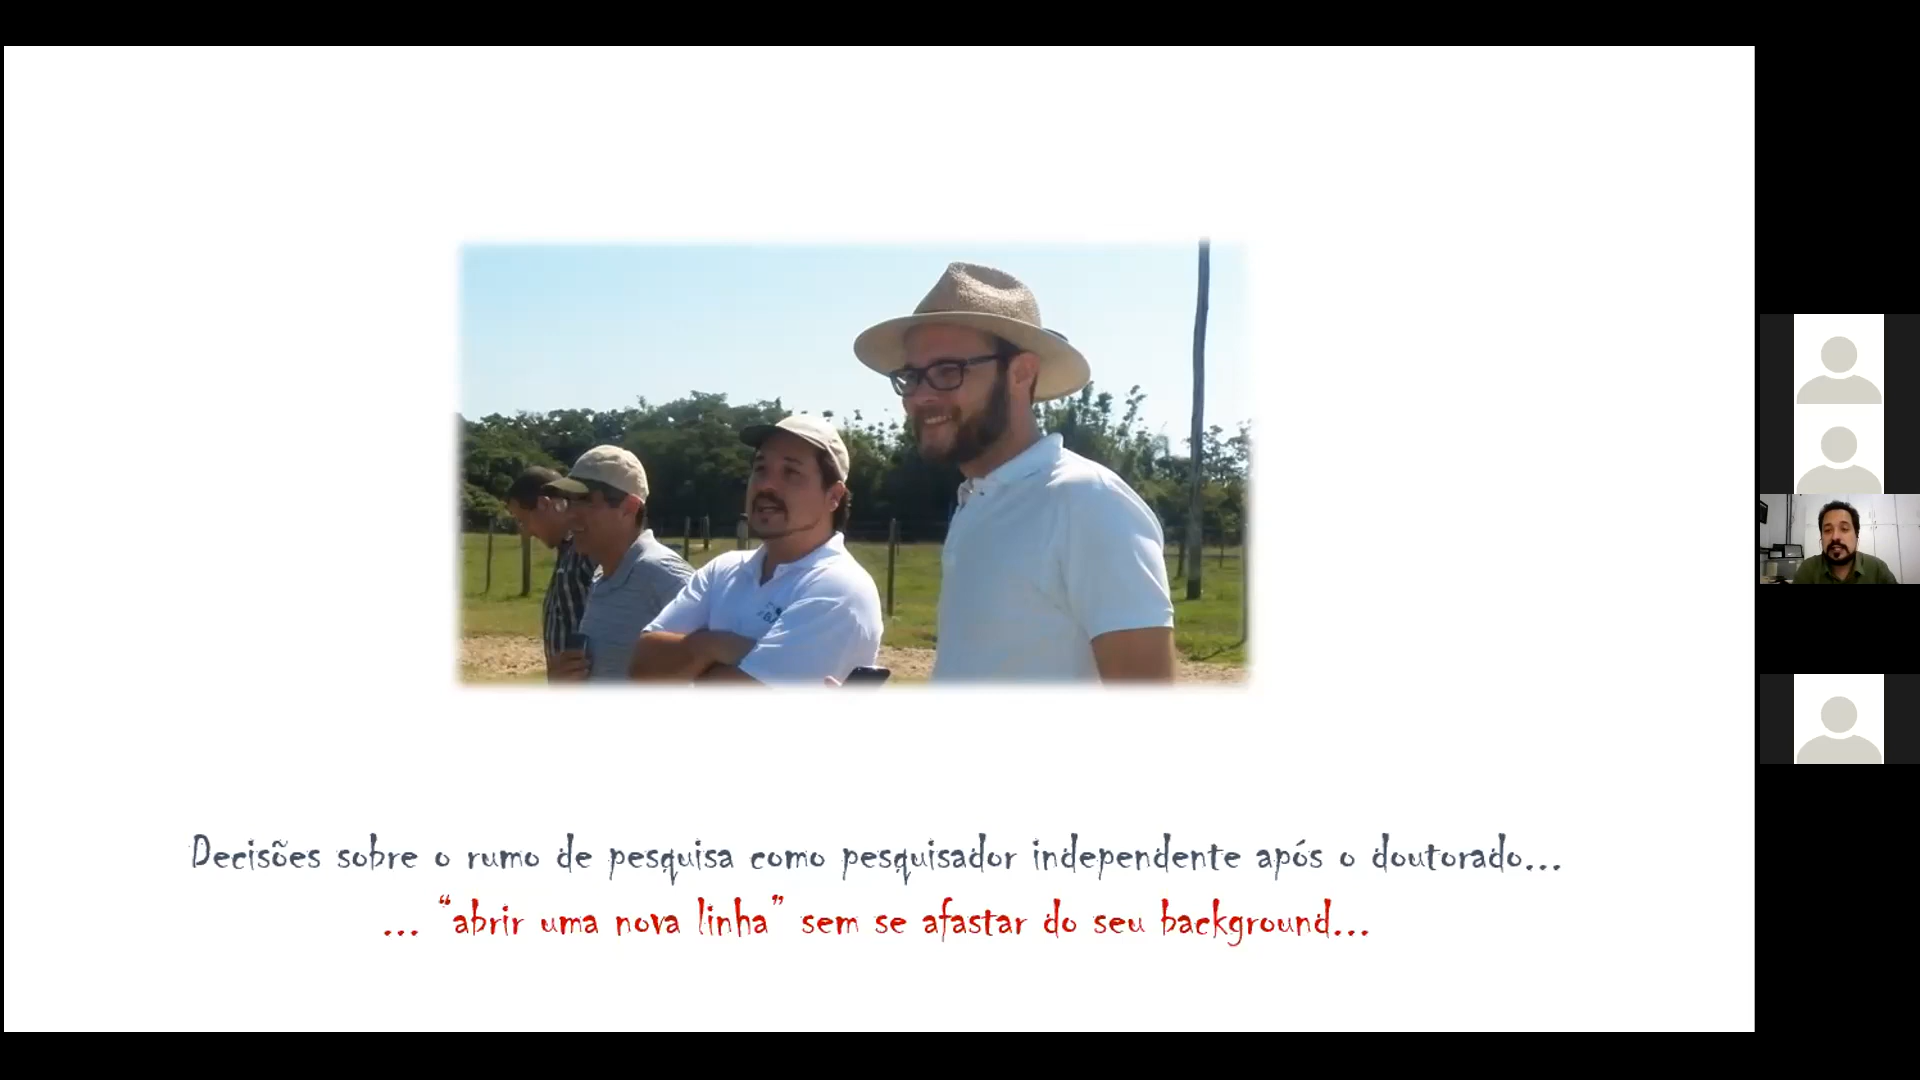 Decisões sobre o rumo de pesquisa como pesquisador independente após o doutorado...
... “abrir uma nova linha” sem se afastar do seu background...